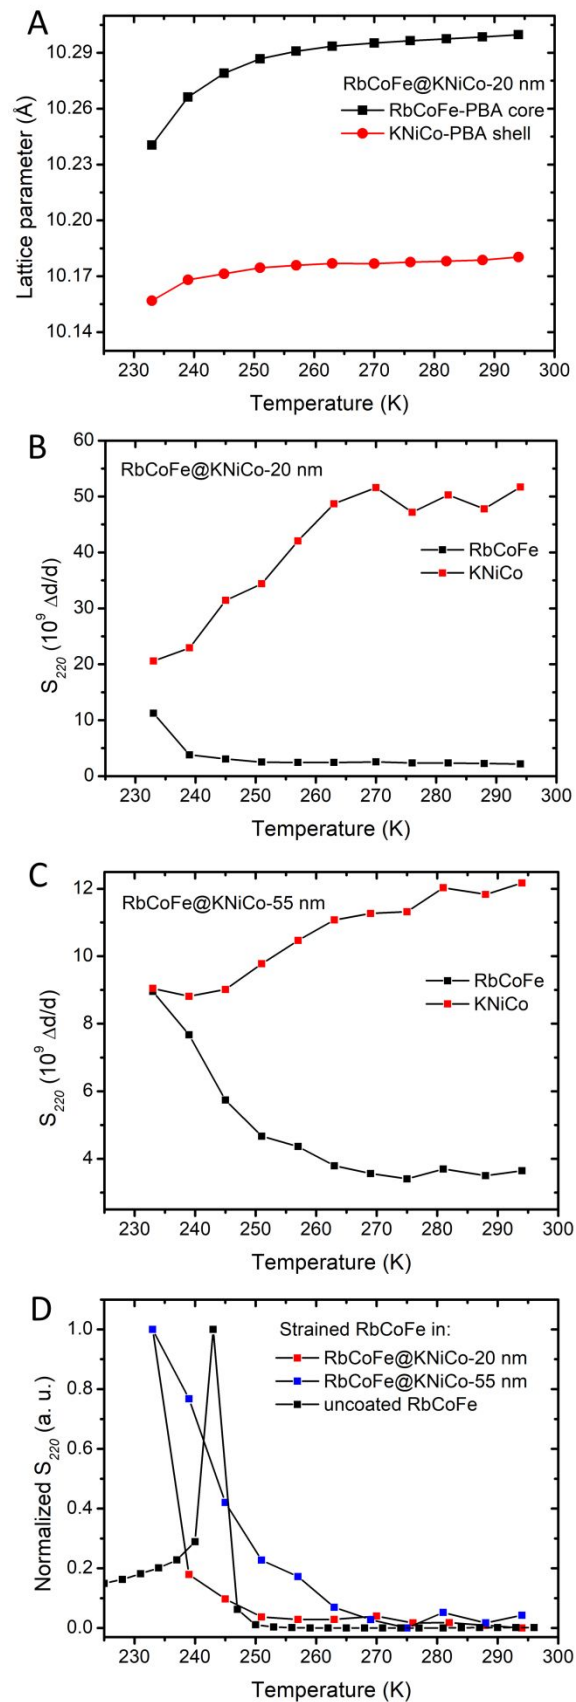 A
10.29
10.26
10.23
10.20
10.17
10.14
Lattice parameter (Å)
RbCoFe@KNiCo-20 nm
RbCoFe-PBA core
KNiCo-PBA shell
230 240 250 260 270 280 290 300
Temperature (K)
B
60
50
40
30
20
10
0
S220 (10^9 Δd/d)
RbCoFe@KNiCo-20 nm
RbCoFe
KNiCo
230 240 250 260 270 280 290 300
Temperature (K)
C
12
10
8
6
4
S220 (10^9 Δd/d)
RbCoFe@KNiCo-55 nm
RbCoFe
KNiCo
230 240 250 260 270 280 290 300
Temperature (K)
D
1.0
0.8
0.6
0.4
0.2
0.0
Normalized S220 (a. u.)
Strained RbCoFe in:
RbCoFe@KNiCo-20 nm
RbCoFe@KNiCo-55 nm
uncoated RbCoFe
230 240 250 260 270 280 290 300
Temperature (K)